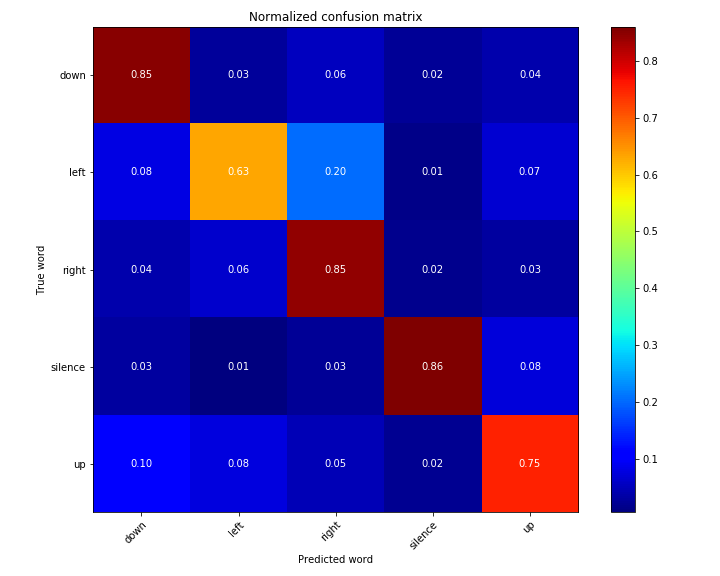 Normalized confusion matrix
down 0.85 0.03 0.06 0.02 0.04
left 0.08 0.63 0.20 0.01 0.07
right 0.04 0.06 0.85 0.02 0.03
silence 0.03 0.01 0.03 0.86 0.08
up 0.10 0.08 0.05 0.02 0.75
down left right silence up
True word
Predicted word
0.8
0.7
0.6
0.5
0.4
0.3
0.2
0.1